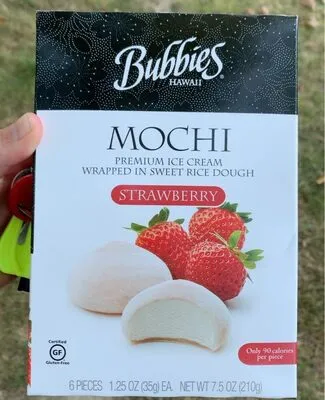 Bubbies®
HAWAII
MOCHI
PREMIUM ICE CREAM
WRAPPED IN SWEET RICE DOUGH
STRAWBERRY
Only 90 calories
per piece
Certified
GF
Gluten-Free
6 PIECES 1.25 OZ (35g) EA. NET WT 7.5 OZ (210g)